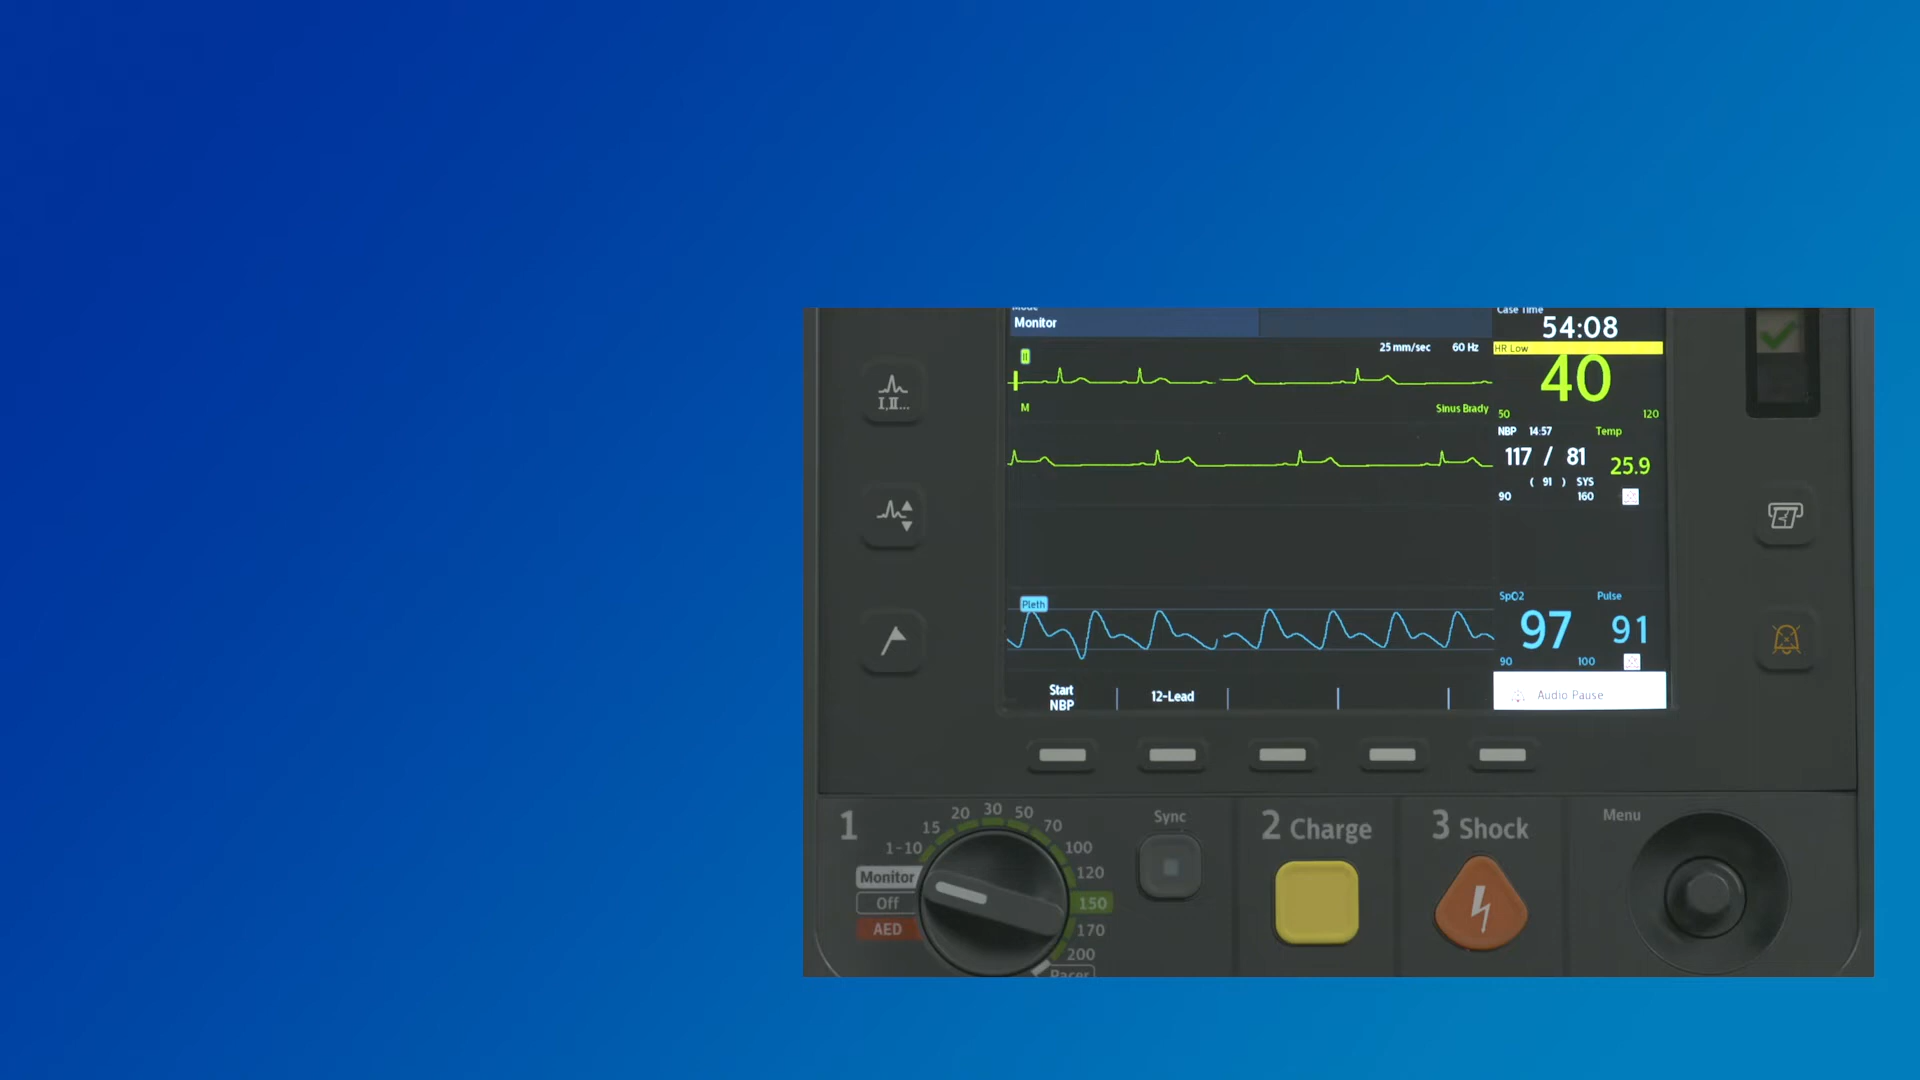 Mode
Monitor
Case Time
54:08
25 mm/sec 60 Hz
HR Low
40
50 120
II
M
Sinus Brady
NBP 14:57 Temp
117 / 81 25.9
( 91 ) SYS
90 160
I,II...
Pleth
SpO2 Pulse
97 91
90 100
Start
NBP
12-Lead
Audio Pause
1
1-10
15
20
30
50
70
100
120
150
170
200
Pacer
Monitor
Off
AED
Sync
2 Charge
3 Shock
Menu